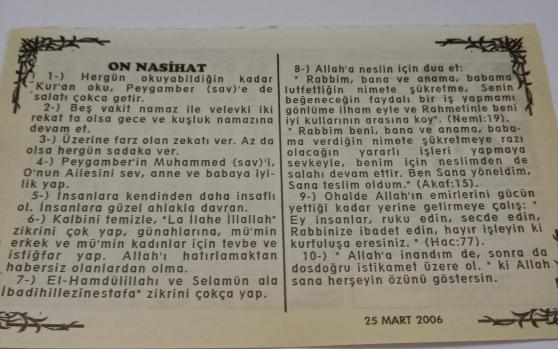 ON NASİHAT
1-) Hergün okuyabildiğin kadar
Kur'an oku, Peygamber (sav)'e de
salatı çokca getir.
2-) Beş vakit namaz ile velevki iki
rekat ta olsa gece ve kuşluk namazına
devam et.
3-) Üzerine farz olan zekatı ver. Az da
olsa hergün sadaka ver.
4-) Peygamber'in Muhammed (sav)'i,
O'nun Ailesini sev, anne ve babaya iyi-
lik yap.
5-) İnsanlara kendinden daha insaflı
ol. İnsanlara güzel ahlakla davran.
6-) Kalbini temizle, "La İlahe İllallah"
zikrini çok yap, günahlarına, mü'min
erkek ve mü'min kadınlar için tevbe ve
istiğfar yap. Allah'ı hatırlamaktan
habersiz olanlardan olma.
7-) El-Hamdülillahı ve Selamün ala
İbadihillezinestafa" zikrini çokça yap.
8-) Allah'a neslin için dua et:
" Rabbim, bana ve anama, babama
lutfettiğin nimete şükretme, Senin
beğeneceğin faydalı bir iş yapmamı
gönlüme ilham eyle ve Rahmetinle beni
iyi kullarının arasına koy". (Neml:19).
" Rabbim beni, bana ve anama, baba-
ma verdiğin nimete şükretmeye razı
olacağın yararlı işleri yapmaya
sevkeyle, benim için neslimden de
salahı devam ettir. Ben Sana yöneldim,
Sana teslim oldum." (Akaf:15).
9-) Ohalde Allah'ın emirlerini gücün
yettiği kadar yerine getirmeye çalış: "
Ey insanlar, ruku edin, secde edin,
Rabbinize ibadet edin, hayır işleyin ki
kurtuluşa eresiniz. " (Hac:77).
10-) " Allah'a inandım de, sonra da
dosdoğru istikamet üzere ol. " ki Allah
sana herşeyin özünü göstersin.
25 MART 2006